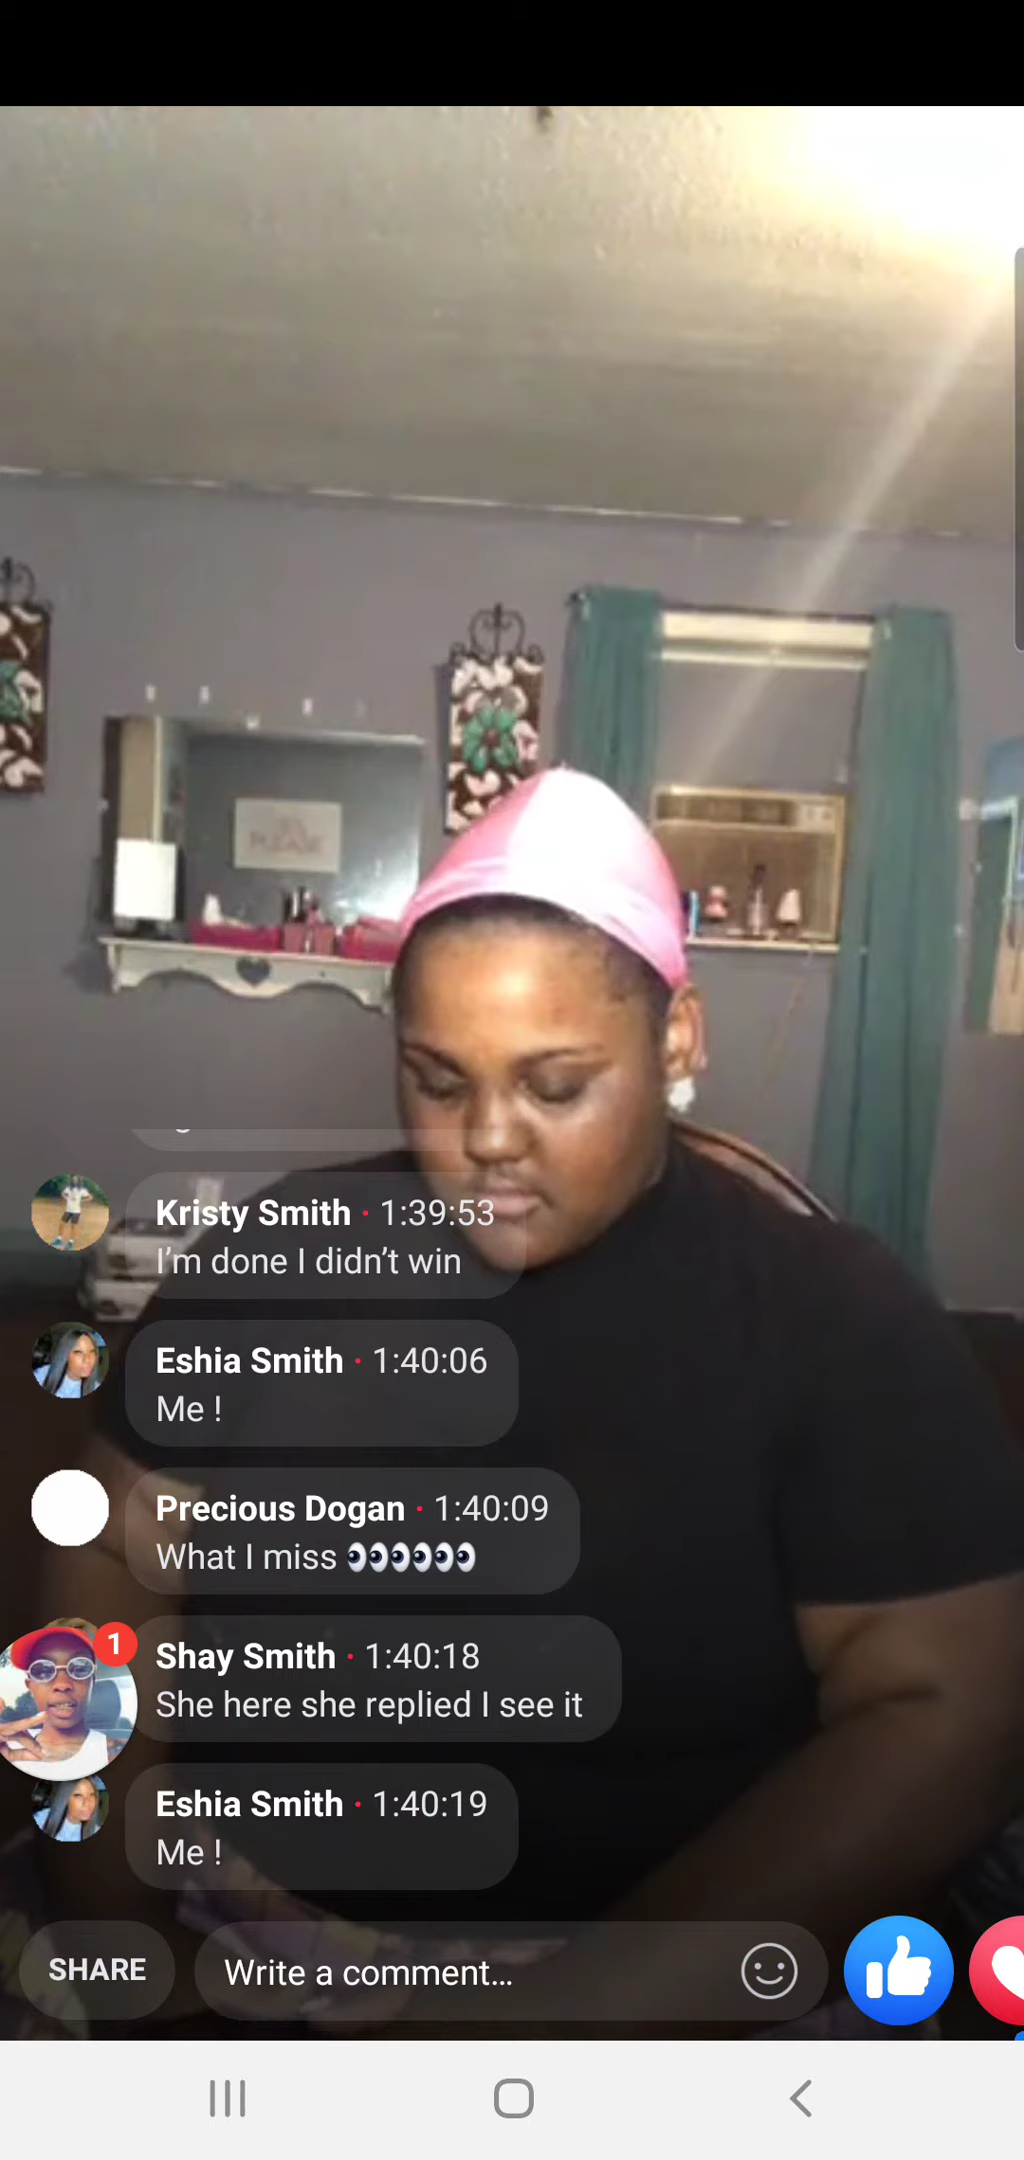 PLEASE
Kristy Smith · 1:39:53
I’m done I didn’t win
Eshia Smith · 1:40:06
Me !
Precious Dogan · 1:40:09
What I miss 👀👀👀👀👀👀
1
Shay Smith · 1:40:18
She here she replied I see it
Eshia Smith · 1:40:19
Me !
SHARE
Write a comment...